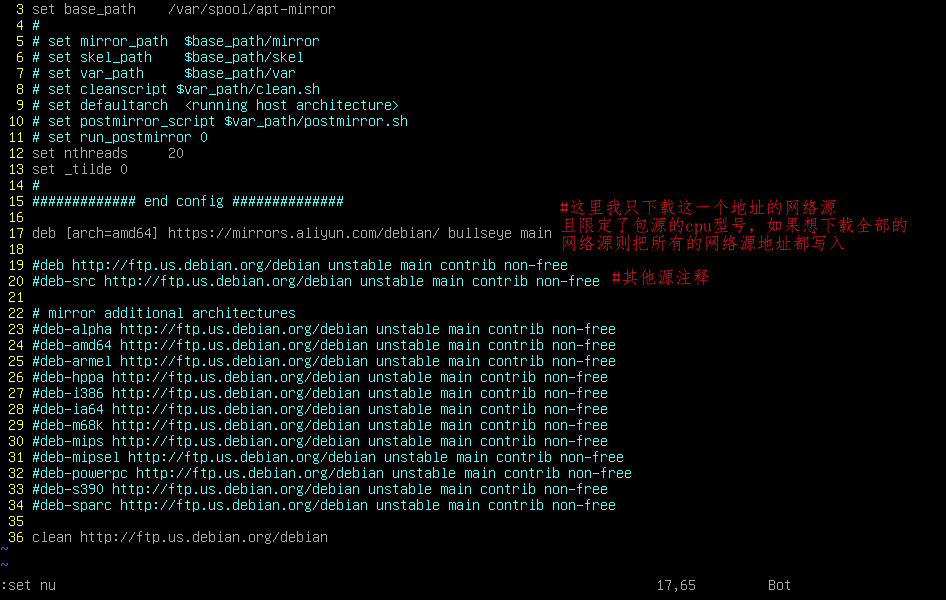 3 set base_path    /var/spool/apt-mirror
4 #
5 # set mirror_path  $base_path/mirror
6 # set skel_path    $base_path/skel
7 # set var_path     $base_path/var
8 # set cleanscript $var_path/clean.sh
9 # set defaultarch  <running host architecture>
10 # set postmirror_script $var_path/postmirror.sh
11 # set run_postmirror 0
12 set nthreads     20
13 set _tilde 0
14 #
15 ############# end config ##############
16
#这里我只下载这一个地址的网络源
且限定了包源的cpu型号，如果想下载全部的
网络源则把所有的网络源地址都写入
17 deb [arch=amd64] https://mirrors.aliyun.com/debian/ bullseye main
18
19 #deb http://ftp.us.debian.org/debian unstable main contrib non-free
20 #deb-src http://ftp.us.debian.org/debian unstable main contrib non-free #其他源注释
21
22 # mirror additional architectures
23 #deb-alpha http://ftp.us.debian.org/debian unstable main contrib non-free
24 #deb-amd64 http://ftp.us.debian.org/debian unstable main contrib non-free
25 #deb-armel http://ftp.us.debian.org/debian unstable main contrib non-free
26 #deb-hppa http://ftp.us.debian.org/debian unstable main contrib non-free
27 #deb-i386 http://ftp.us.debian.org/debian unstable main contrib non-free
28 #deb-ia64 http://ftp.us.debian.org/debian unstable main contrib non-free
29 #deb-m68k http://ftp.us.debian.org/debian unstable main contrib non-free
30 #deb-mips http://ftp.us.debian.org/debian unstable main contrib non-free
31 #deb-mipsel http://ftp.us.debian.org/debian unstable main contrib non-free
32 #deb-powerpc http://ftp.us.debian.org/debian unstable main contrib non-free
33 #deb-s390 http://ftp.us.debian.org/debian unstable main contrib non-free
34 #deb-sparc http://ftp.us.debian.org/debian unstable main contrib non-free
35
36 clean http://ftp.us.debian.org/debian
~
~
:set nu 17,65 Bot